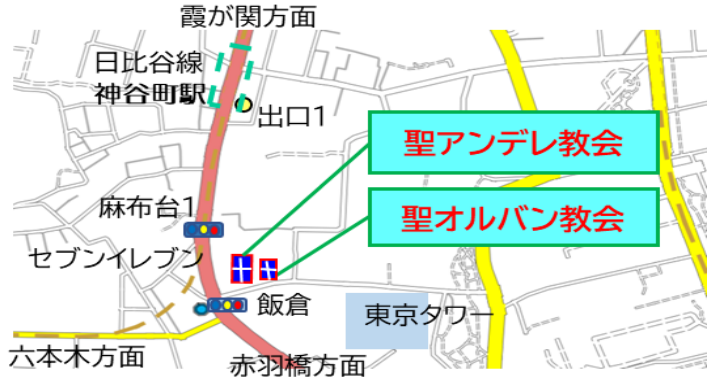 霞が関方面
日比谷線
神谷町駅
出口1
聖アンデレ教会
麻布台1
聖オルバン教会
セブンイレブン
飯倉
東京タワー
六本木方面
赤羽橋方面